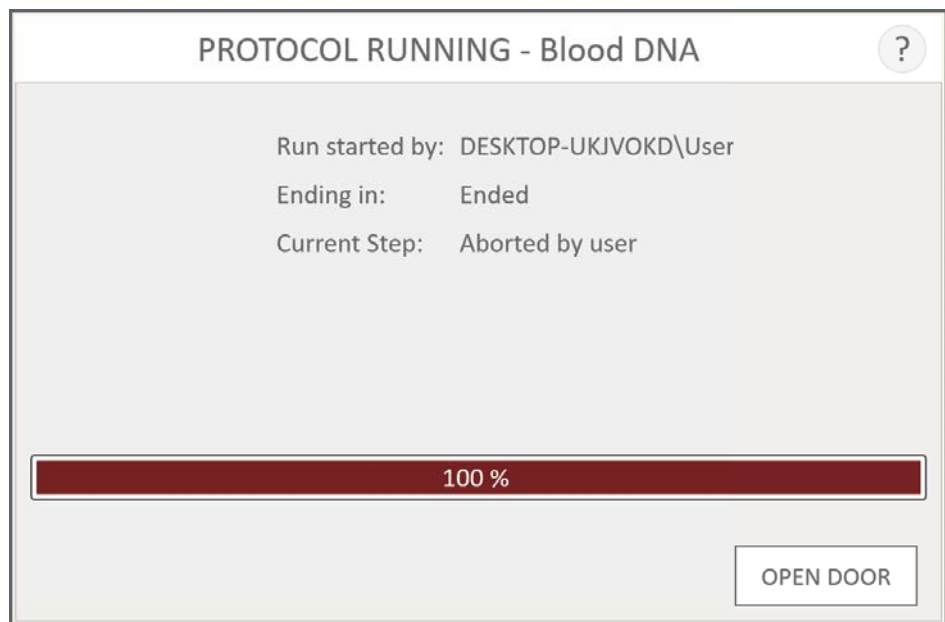 PROTOCOL RUNNING - Blood DNA ?
Run started by: DESKTOP-UKJVOKD\User
Ending in: Ended
Current Step: Aborted by user
100 %
OPEN DOOR